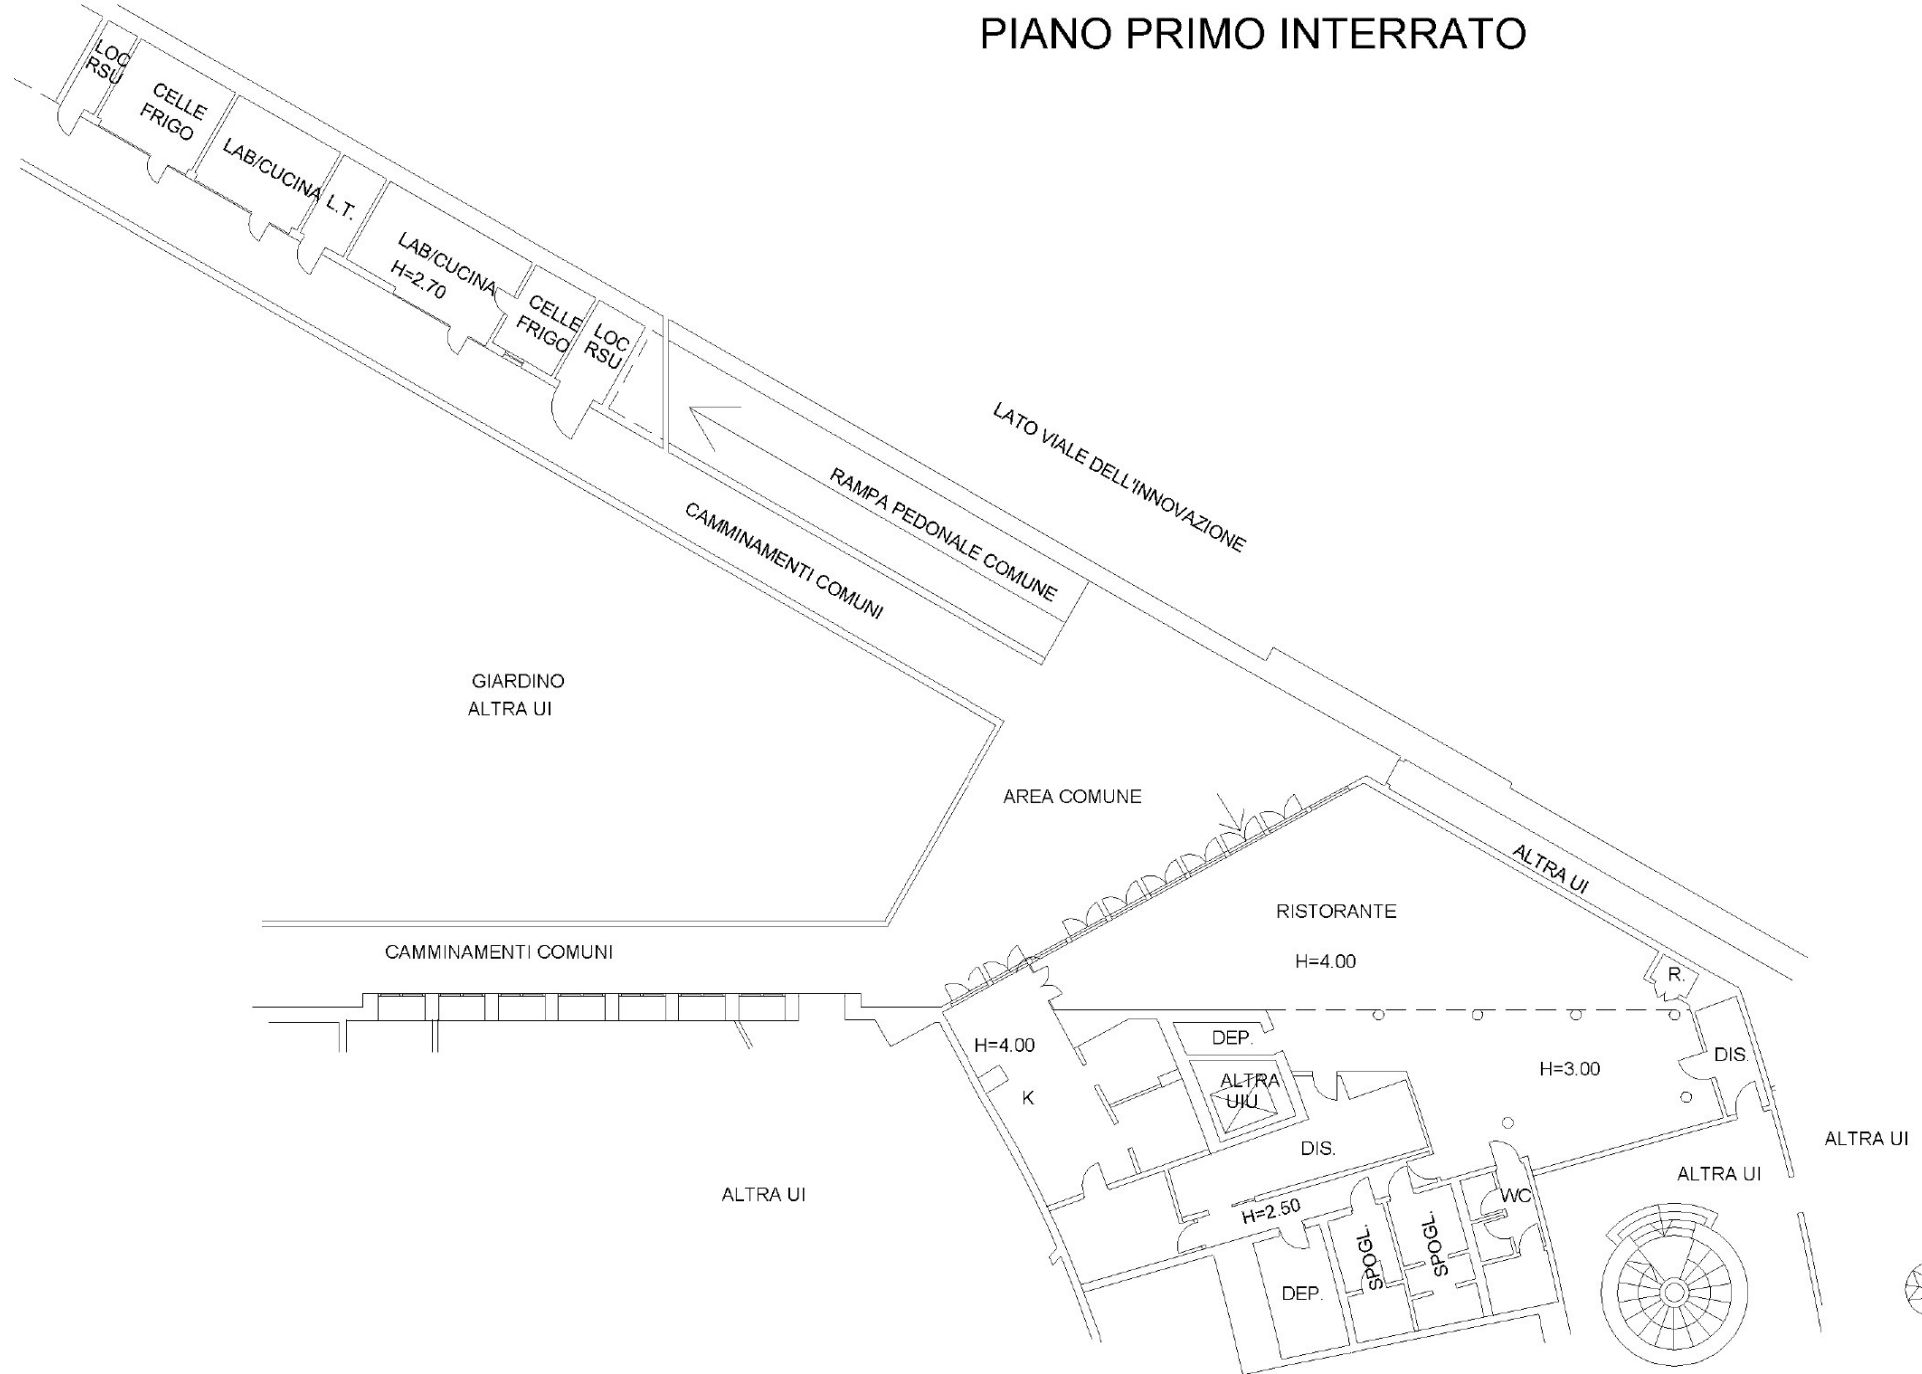 PIANO PRIMO INTERRATO
LOC
RSU
CELLE
FRIGO
LAB/CUCINA
L.T.
LAB/CUCINA
H=2.70
CELLE
FRIGO
LOC
RSU
LATO VIALE DELL'INNOVAZIONE
RAMPA PEDONALE COMUNE
CAMMINAMENTI COMUNI
GIARDINO
ALTRA UI
AREA COMUNE
ALTRA UI
RISTORANTE
H=4.00
CAMMINAMENTI COMUNI
R.
H=4.00
DEP.
DIS.
H=3.00
ALTRA
UIU
K
ALTRA UI
DIS.
ALTRA UI
ALTRA UI
WC
H=2.50
SPOGL.
SPOGL.
DEP.